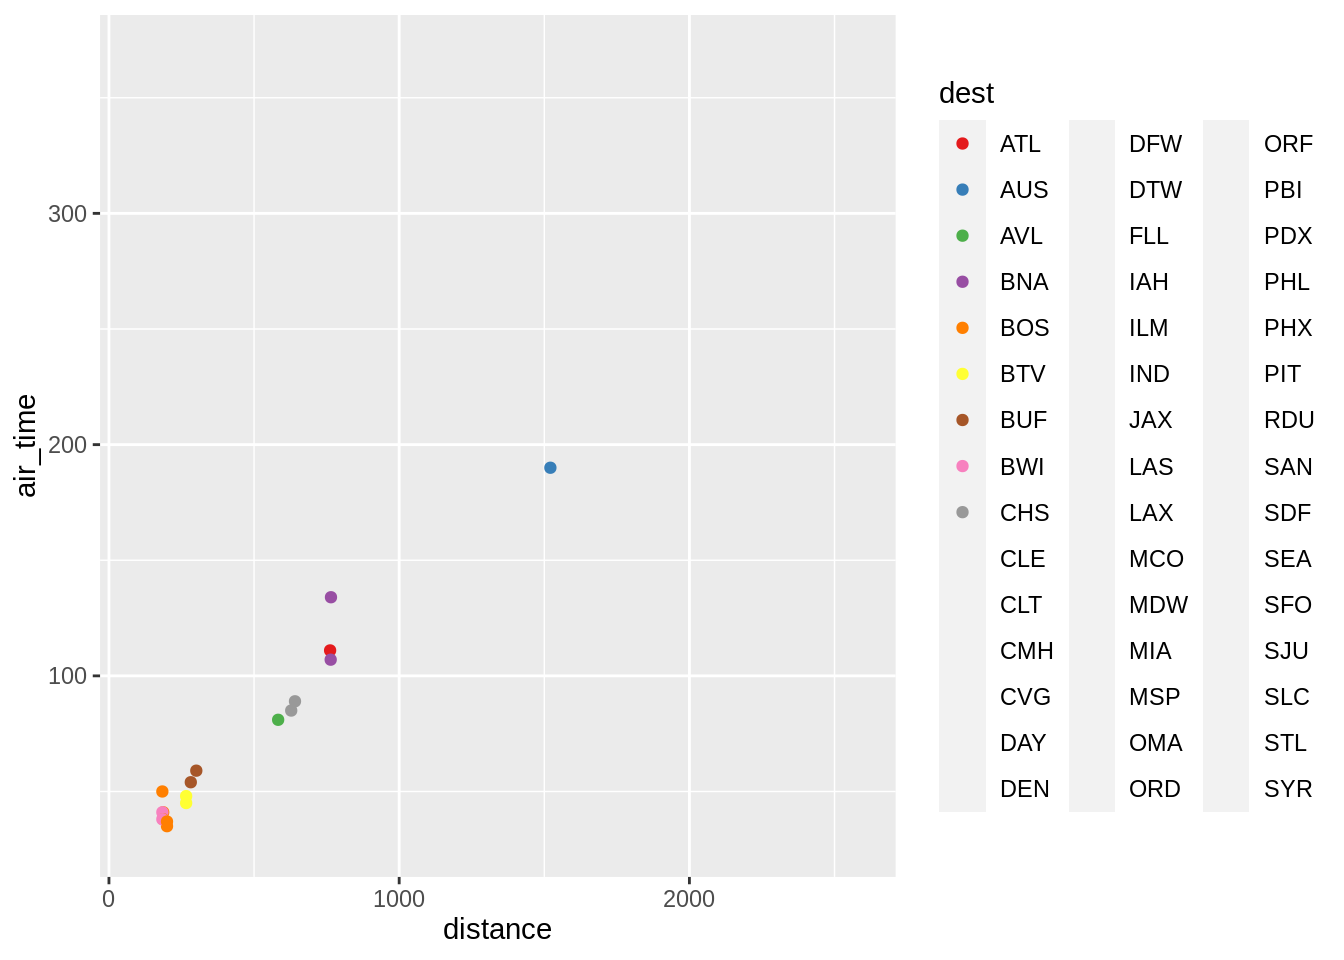 dest
ATL
AUS
AVL
BNA
BOS
BTV
BUF
BWI
CHS
CLE
CLT
CMH
CVG
DAY
DEN
DFW
DTW
FLL
IAH
ILM
IND
JAX
LAS
LAX
MCO
MDW
MIA
MSP
OMA
ORD
ORF
PBI
PDX
PHL
PHX
PIT
RDU
SAN
SDF
SEA
SFO
SJU
SLC
STL
SYR
air_time
300
200
100
0 1000 2000
distance